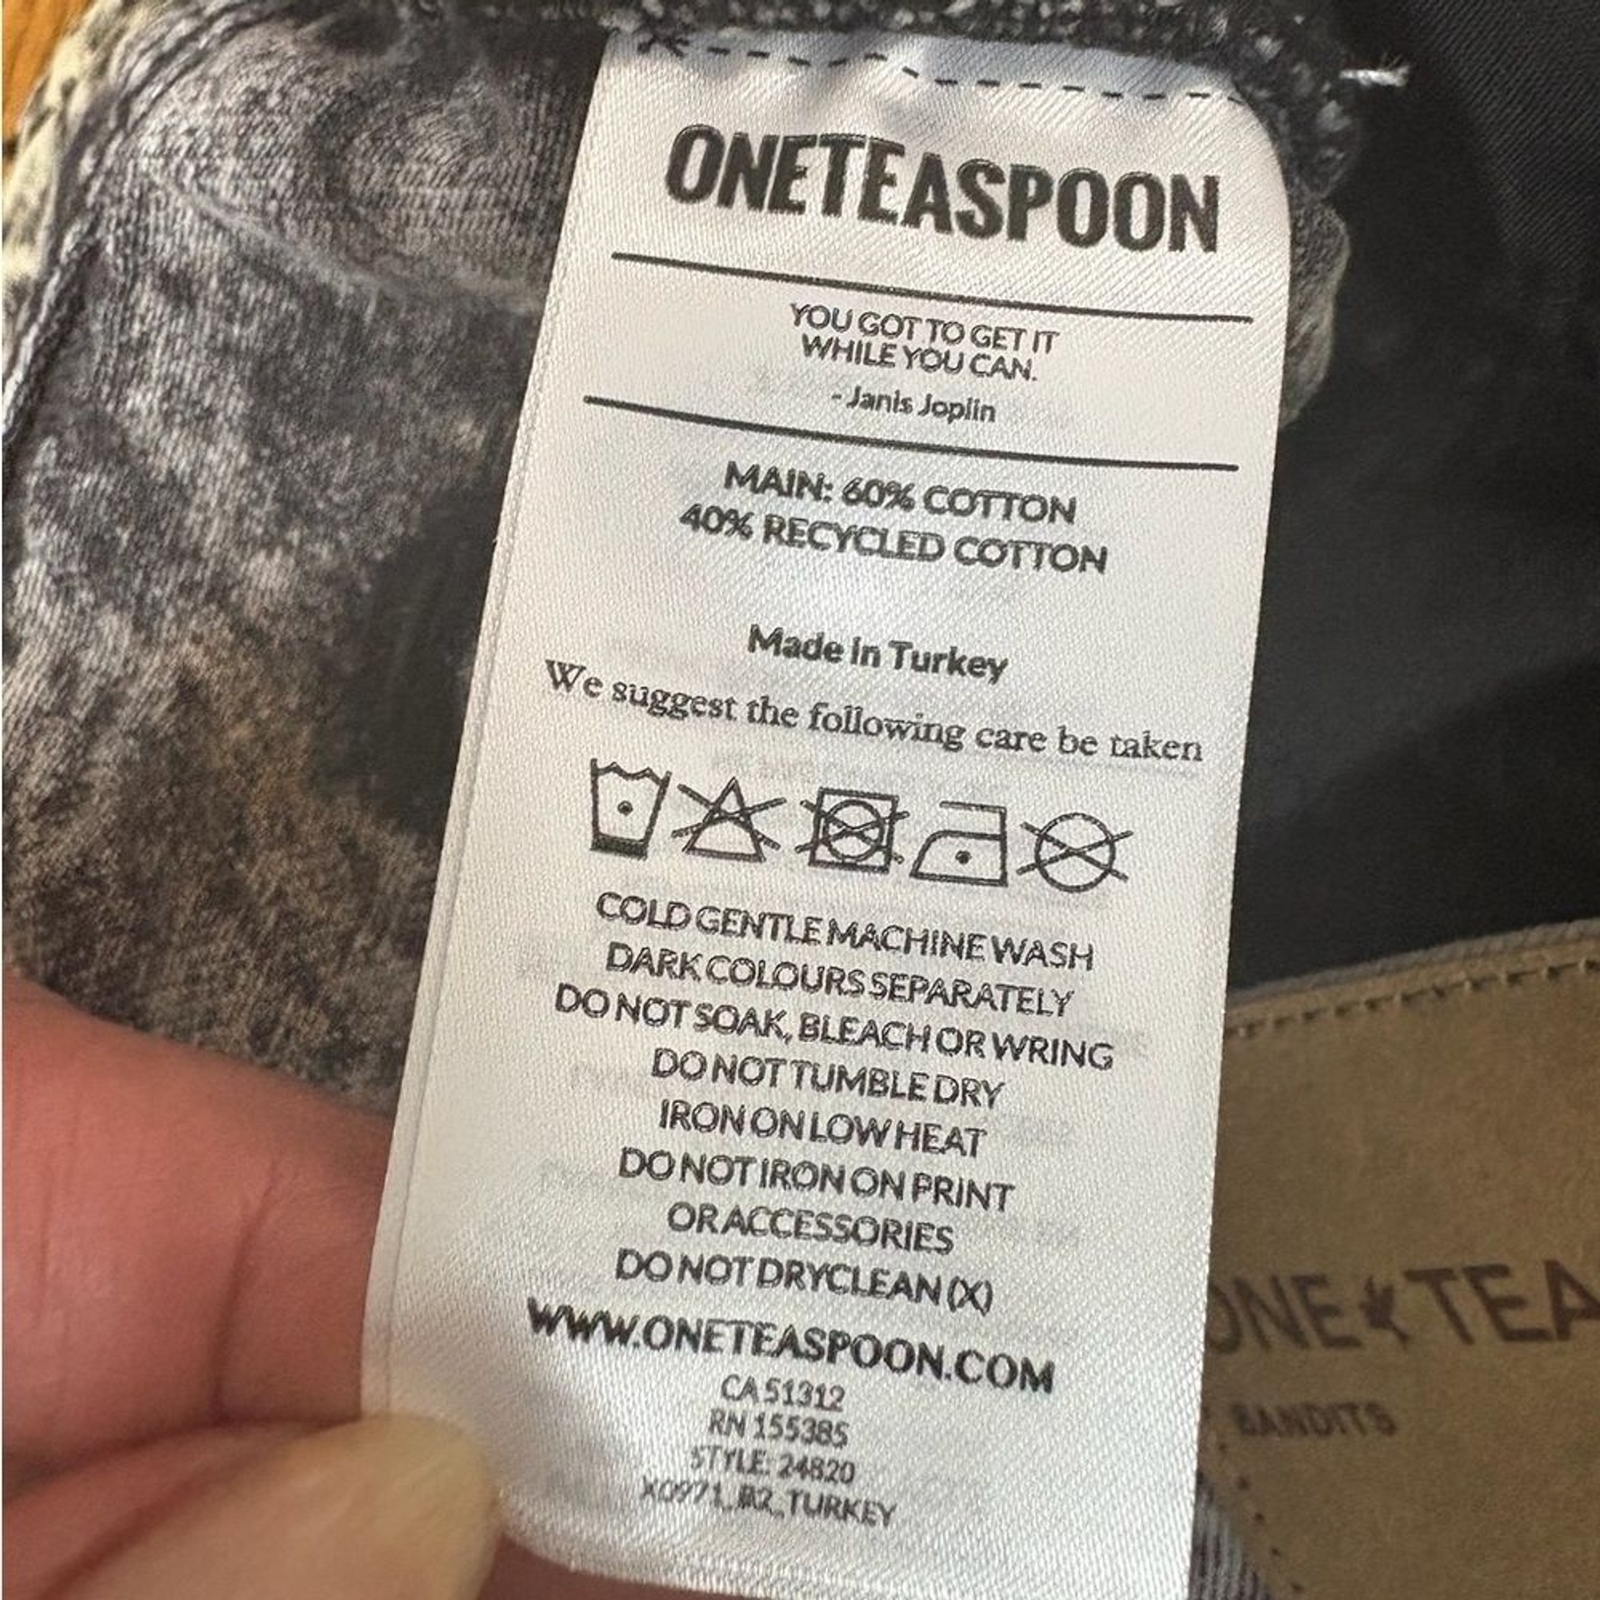 ONETEASPOON
YOU GOT TO GET IT
WHILE YOU CAN.
- Janis Joplin
MAIN: 60% COTTON
40% RECYCLED COTTON
Made in Turkey
We suggest the following care be taken
COLD GENTLE MACHINE WASH
DARK COLOURS SEPARATELY
DO NOT SOAK, BLEACH OR WRING
DO NOT TUMBLE DRY
IRON ON LOW HEAT
DO NOT IRON ON PRINT
OR ACCESSORIES
DO NOT DRYCLEAN (X)
WWW.ONETEASPOON.COM
CA 51312
RN 155385
STYLE: 24820
X0971_B2_TURKEY
ONE TEA
BANDITS